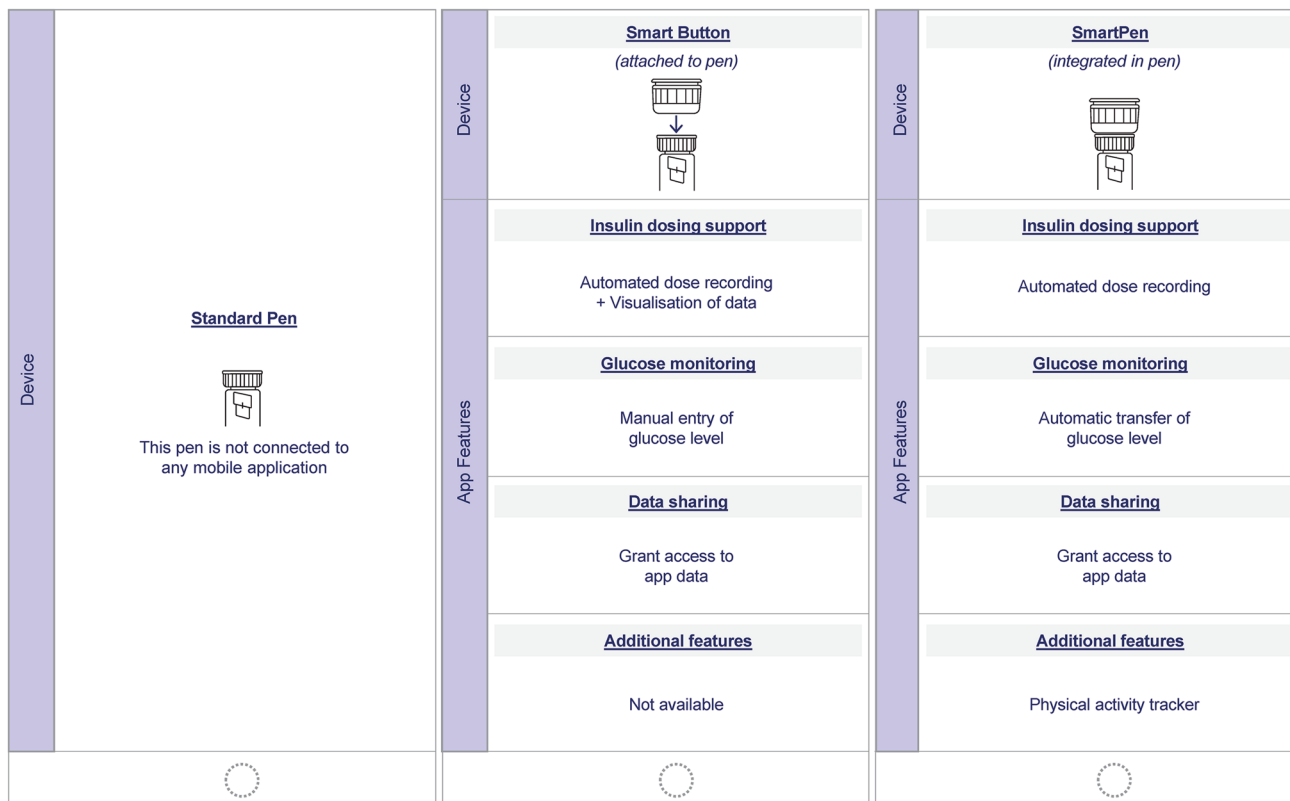 Device
Standard Pen
This pen is not connected to
any mobile application
Device
Smart Button
(attached to pen)
App Features
Insulin dosing support
Automated dose recording
+ Visualisation of data
Glucose monitoring
Manual entry of
glucose level
Data sharing
Grant access to
app data
Additional features
Not available
Device
SmartPen
(integrated in pen)
App Features
Insulin dosing support
Automated dose recording
Glucose monitoring
Automatic transfer of
glucose level
Data sharing
Grant access to
app data
Additional features
Physical activity tracker